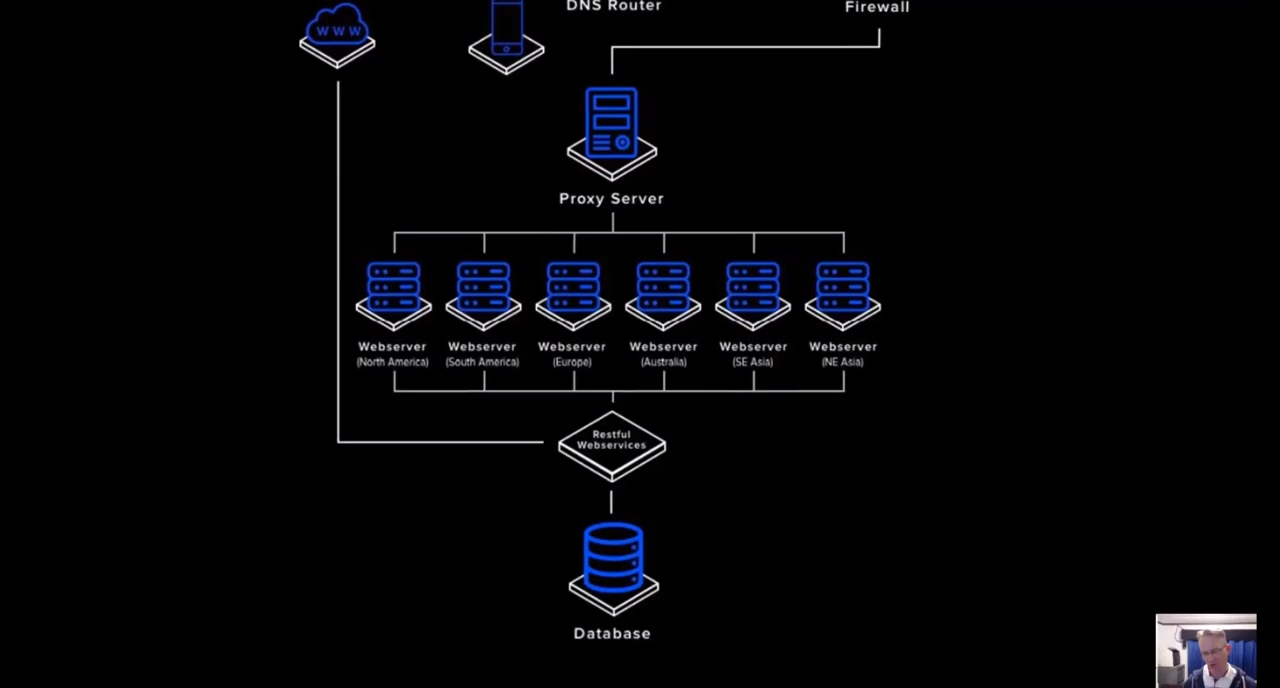 DNS Router
Firewall
WWW
Proxy Server
Webserver
(North America)
Webserver
(South America)
Webserver
(Europe)
Webserver
(Australia)
Webserver
(SE Asia)
Webserver
(NE Asia)
Restful
Webservices
Database